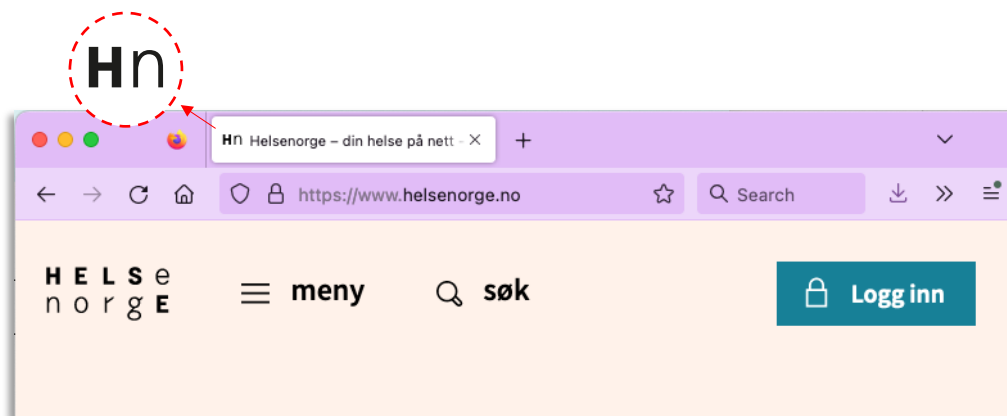 Hn
Hn Helsenorge – din helse på nett -
https://www.helsenorge.no
Search
HELSe
norgE
meny
søk
Logg inn